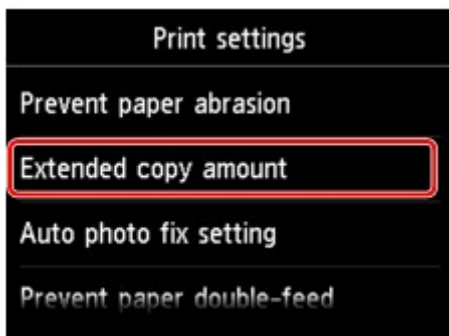 Print settings
Prevent paper abrasion
Extended copy amount
Auto photo fix setting
Prevent paper double-feed